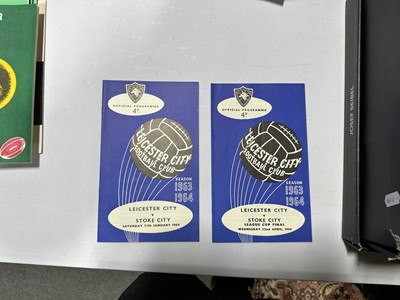 OFFICIAL PROGRAMME
4ᴰ
LEICESTER CITY
FOOTBALL CLUB
SEASON
1963
1964
LEICESTER CITY
V
STOKE CITY
SATURDAY 11TH JANUARY 1964
OFFICIAL PROGRAMME
4ᴰ
LEICESTER CITY
FOOTBALL CLUB
SEASON
1963
1964
LEICESTER CITY
V
STOKE CITY
LEAGUE CUP FINAL
WEDNESDAY 22ND APRIL, 1964